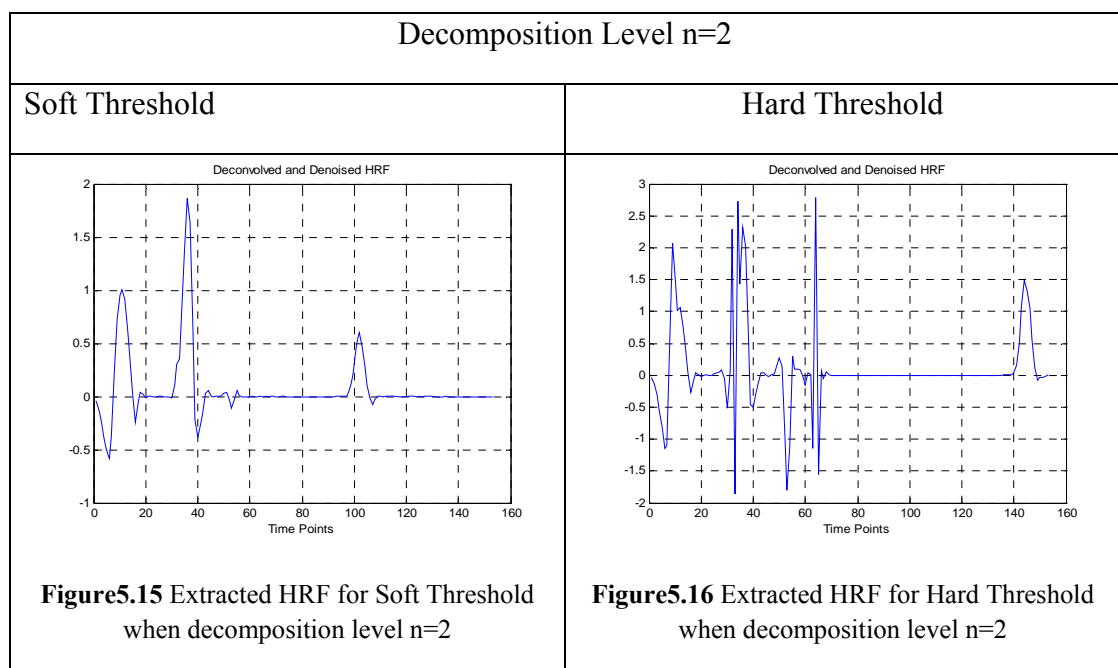 Decomposition Level n=2
Soft Threshold
Hard Threshold
Deconvolved and Denoised HRF
2
1.5
1
0.5
0
-0.5
-1
0 20 40 60 80 100 120 140 160
Time Points
Figure5.15 Extracted HRF for Soft Threshold
when decomposition level n=2
Deconvolved and Denoised HRF
3
2.5
2
1.5
1
0.5
0
-0.5
-1
-1.5
-2
0 20 40 60 80 100 120 140 160
Time Points
Figure5.16 Extracted HRF for Hard Threshold
when decomposition level n=2